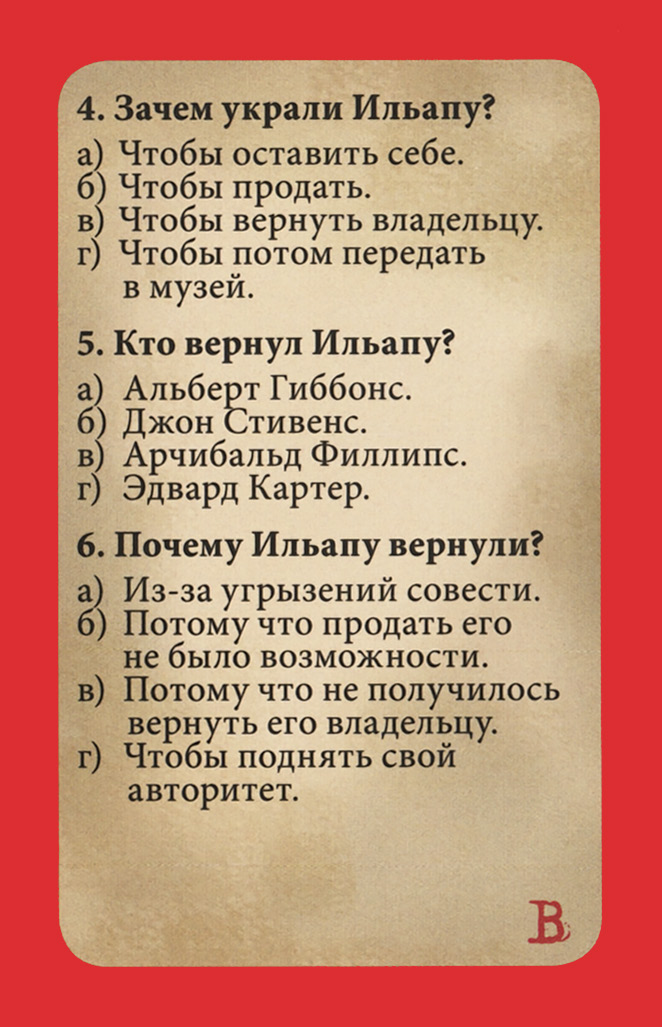 4. Зачем украли Ильапу?
а) Чтобы оставить себе.
б) Чтобы продать.
в) Чтобы вернуть владельцу.
г) Чтобы потом передать
в музей.
5. Кто вернул Ильапу?
а) Альберт Гиббонс.
б) Джон Стивенс.
в) Арчибальд Филлипс.
г) Эдвард Картер.
6. Почему Ильапу вернули?
а) Из-за угрызений совести.
б) Потому что продать его
не было возможности.
в) Потому что не получилось
вернуть его владельцу.
г) Чтобы поднять свой
авторитет.
В